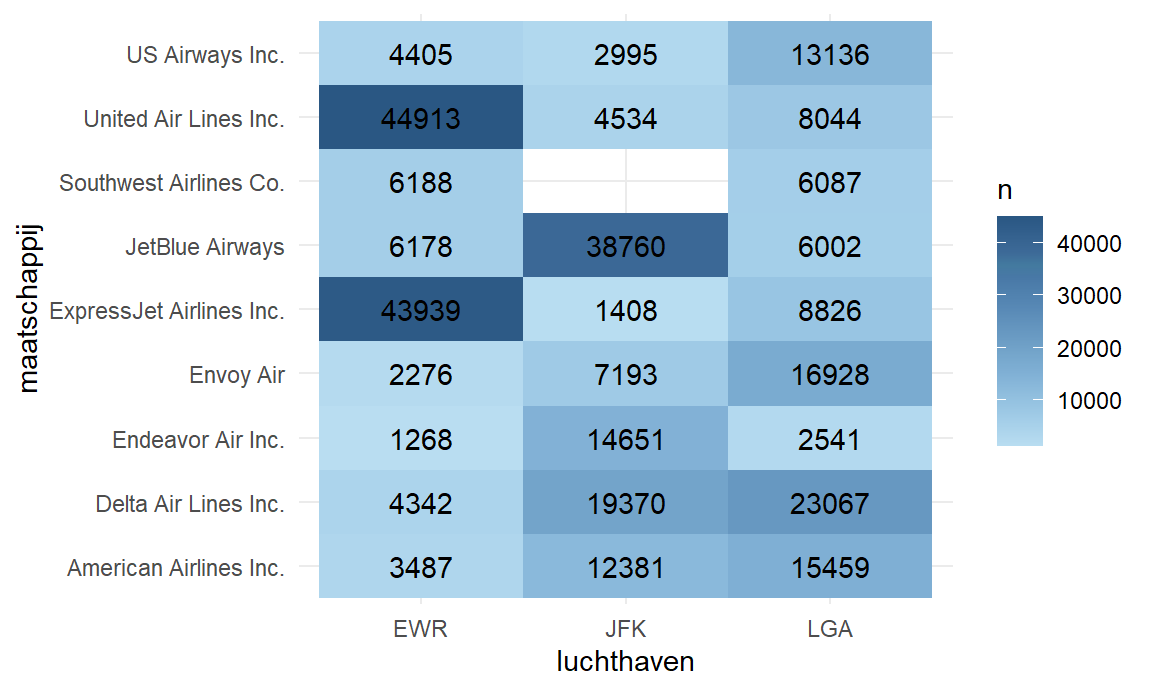 US Airways Inc. 4405 2995 13136
United Air Lines Inc. 44913 4534 8044
Southwest Airlines Co. 6188 6087
JetBlue Airways 6178 38760 6002
ExpressJet Airlines Inc. 43939 1408 8826
Envoy Air 2276 7193 16928
Endeavor Air Inc. 1268 14651 2541
Delta Air Lines Inc. 4342 19370 23067
American Airlines Inc. 3487 12381 15459
EWR JFK LGA
luchthaven
maatschappij
n
40000
30000
20000
10000